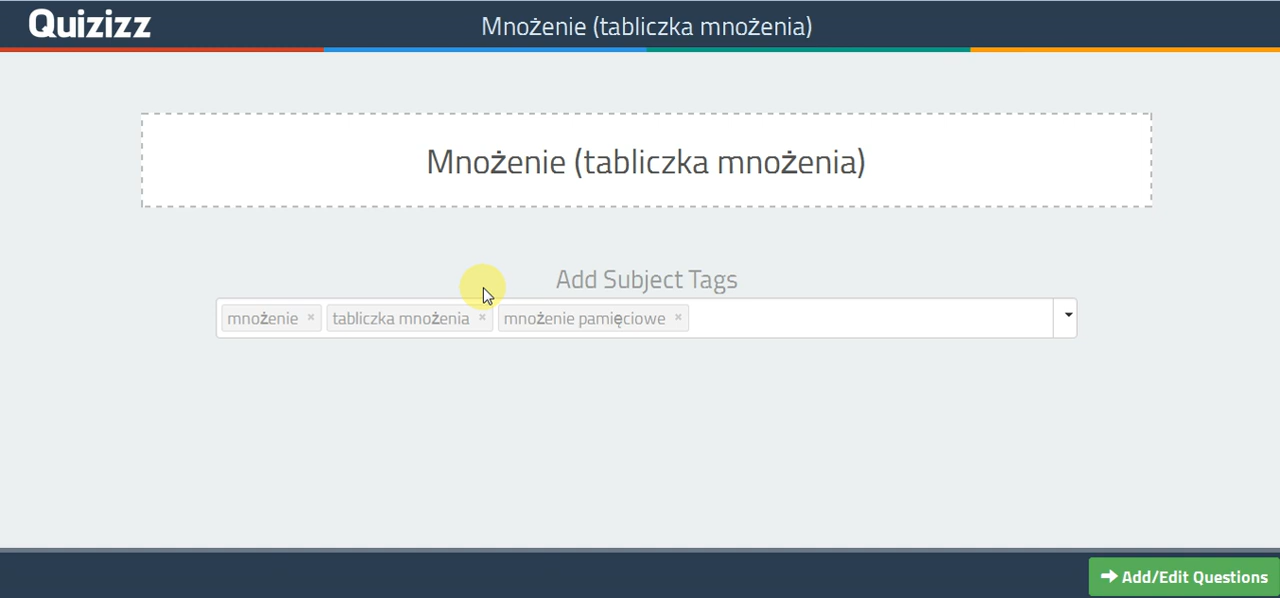 Quizizz
Mnożenie (tabliczka mnożenia)
Mnożenie (tabliczka mnożenia)
Add Subject Tags
mnożenie × tabliczka mnożenia × mnożenie pamięciowe ×
Add/Edit Questions